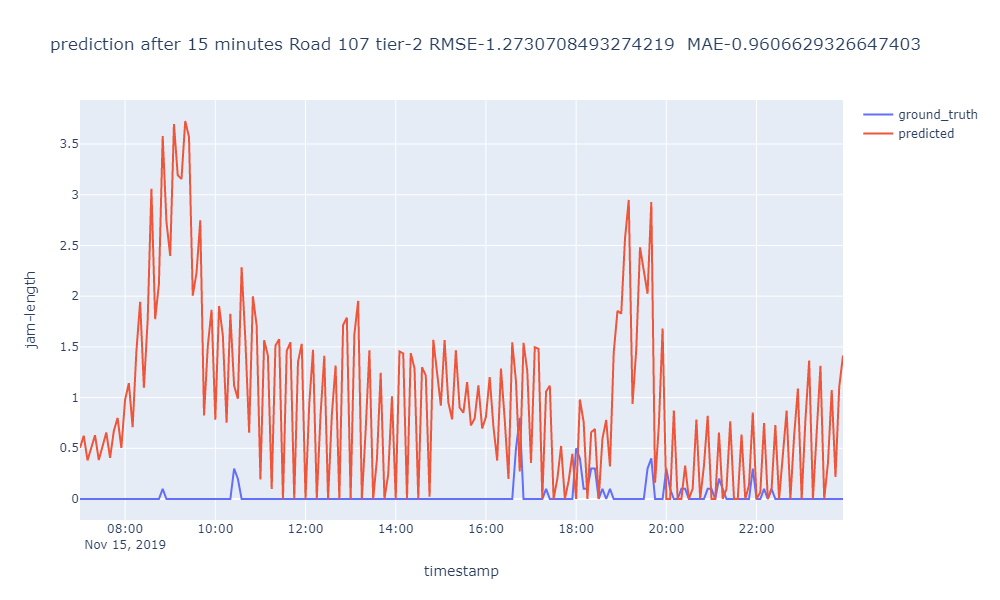 prediction after 15 minutes Road 107 tier-2 RMSE-1.2730708493274219  MAE-0.9606629326647403
ground_truth
predicted
jam-length
3.5
3
2.5
2
1.5
1
0.5
0
08:00 10:00 12:00 14:00 16:00 18:00 20:00 22:00
Nov 15, 2019
timestamp